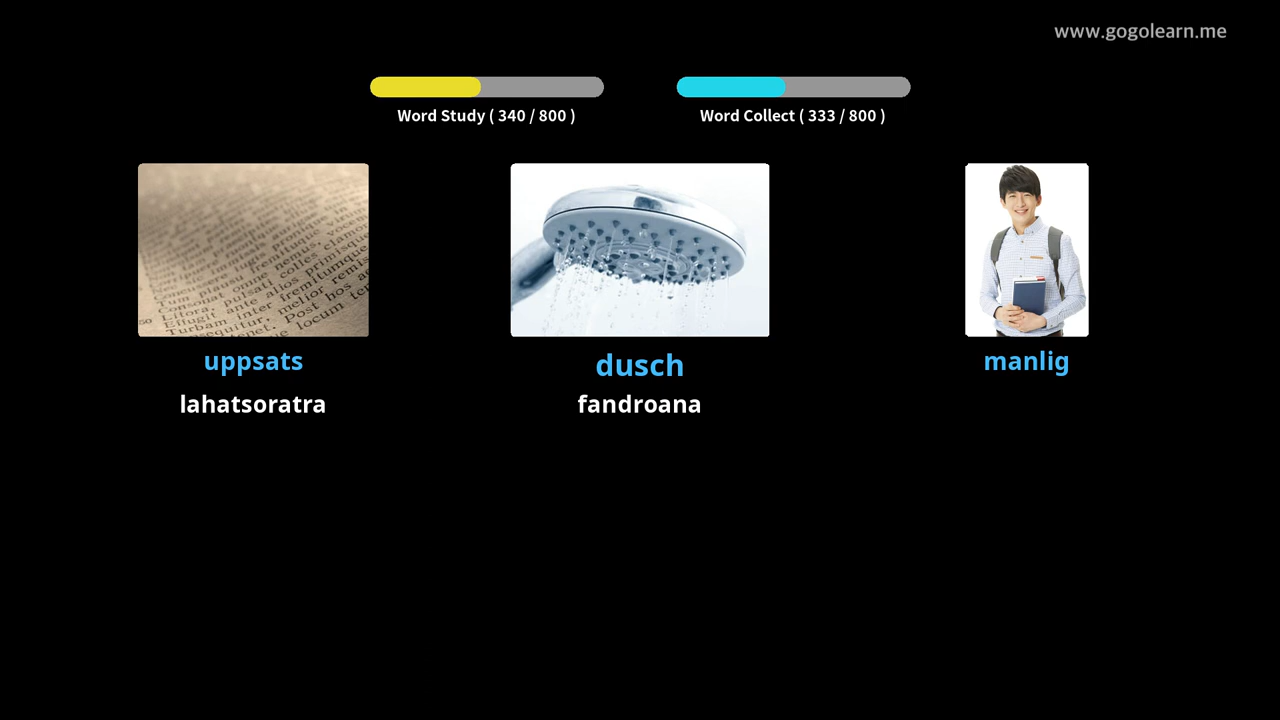 www.gogolearn.me
Word Study ( 340 / 800 )
Word Collect ( 333 / 800 )
uppsats
lahatsoratra
dusch
fandroana
manlig